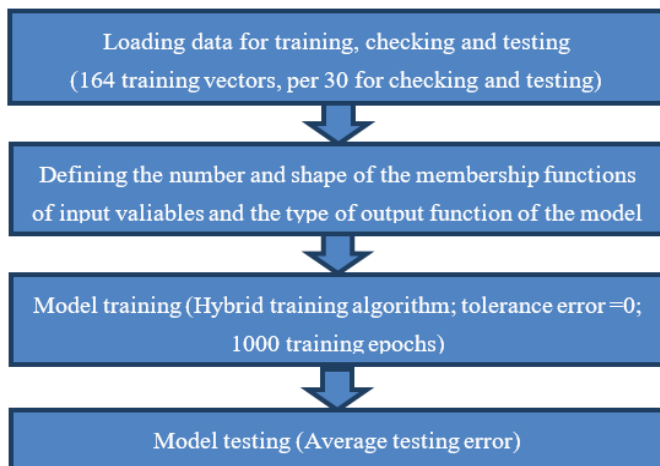 Loading data for training, checking and testing
(164 training vectors, per 30 for checking and testing)
Defining the number and shape of the membership functions
of input valiables and the type of output function of the model
Model training (Hybrid training algorithm; tolerance error =0;
1000 training epochs)
Model testing (Average testing error)